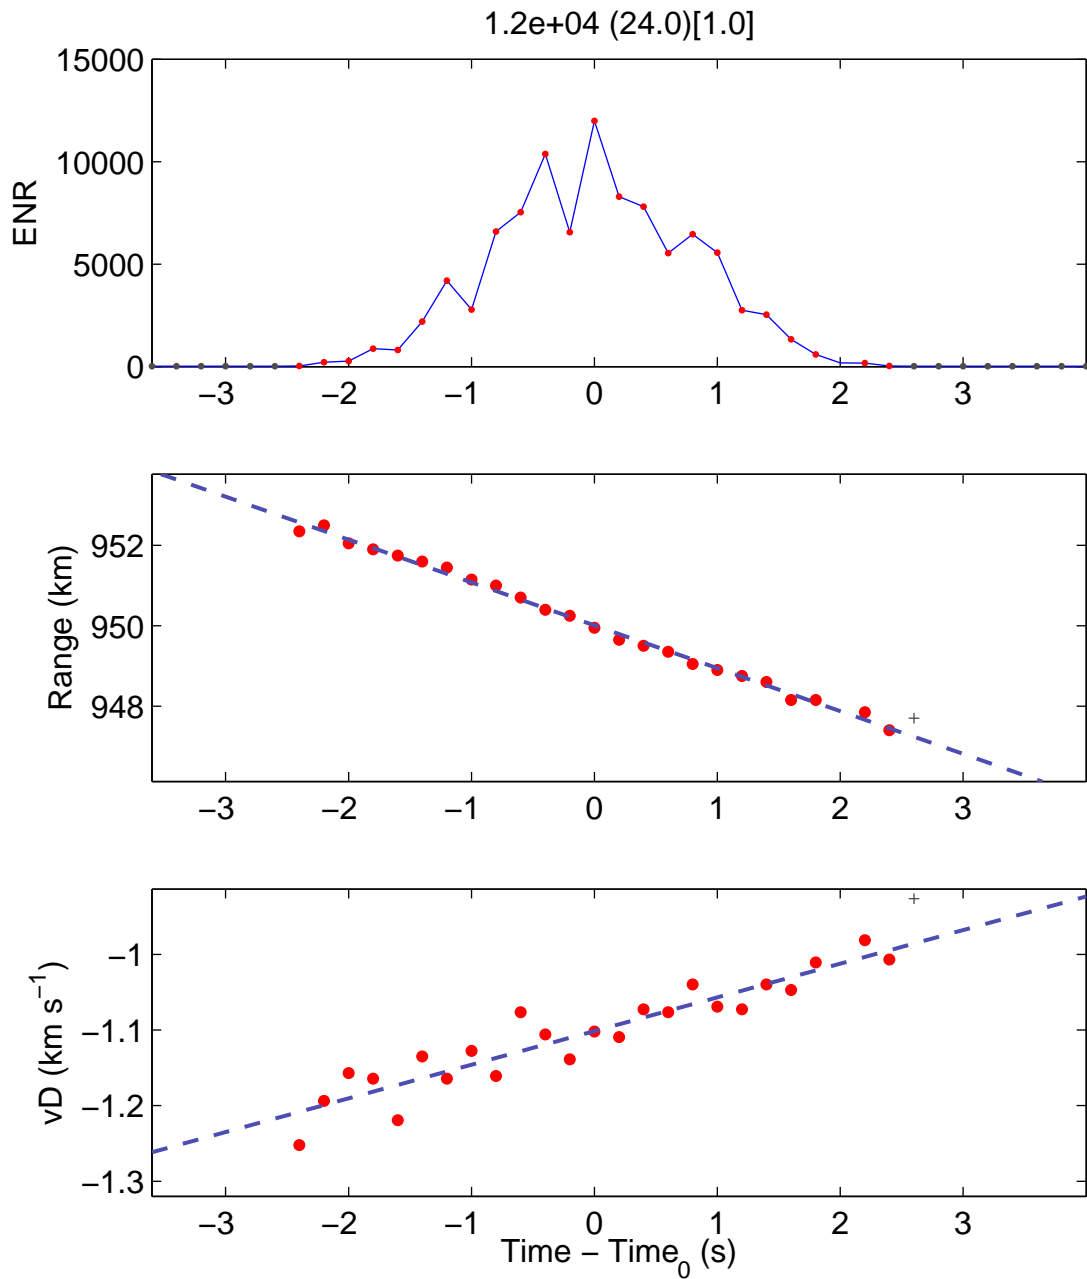 1.2e+04 (24.0)[1.0]
15000
10000
5000
0
ENR
−3 −2 −1 0 1 2 3
952
950
948
Range (km)
−3 −2 −1 0 1 2 3
−1
−1.1
−1.2
−1.3
vD (km s−1)
−3 −2 −1 0 1 2 3
Time − Time0 (s)